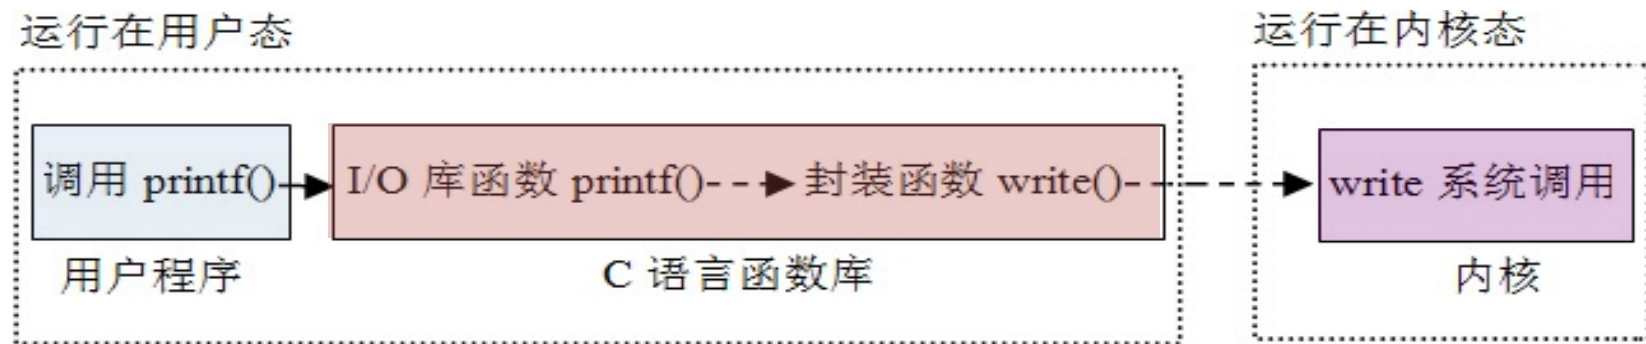 运行在用户态
运行在内核态
调用 printf()
I/O 库函数 printf()
封装函数 write()
write 系统调用
用户程序
C 语言函数库
内核